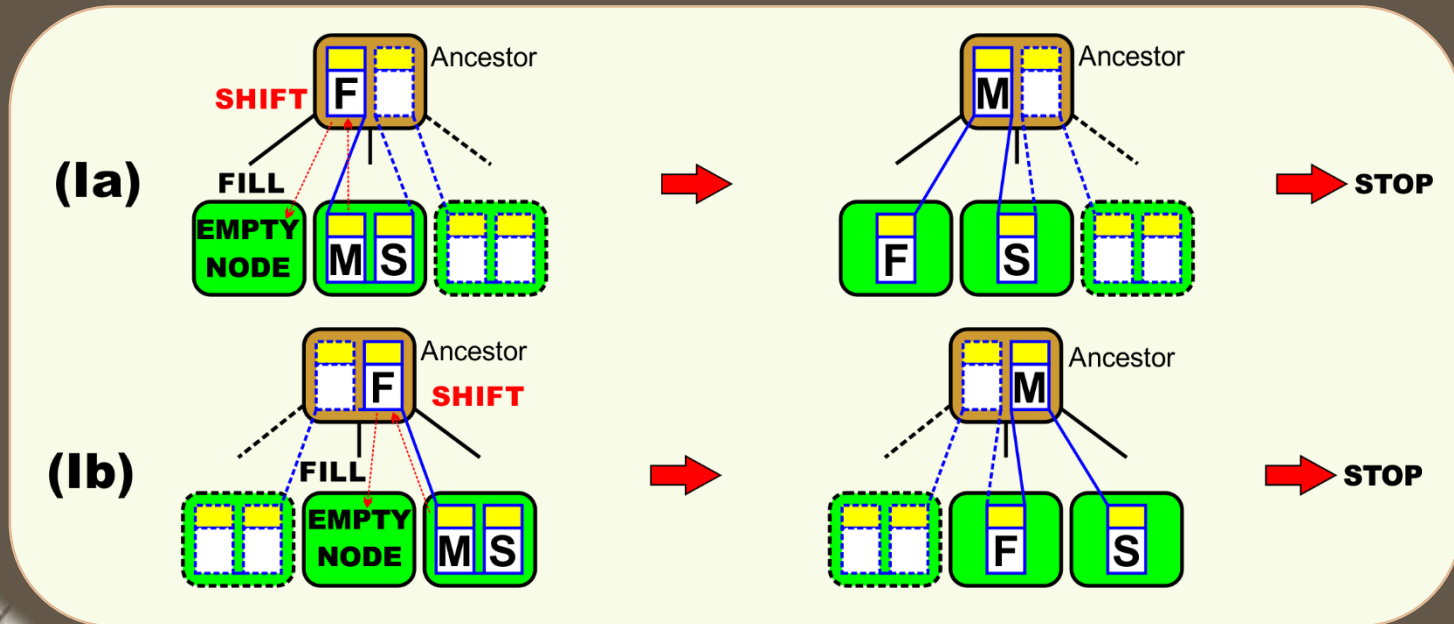 Ancestor
F
SHIFT
(Ia)
FILL
EMPTY
NODE
M S
Ancestor
M
F
S
STOP
Ancestor
F
SHIFT
(Ib)
FILL
EMPTY
NODE
M S
Ancestor
M
F
S
STOP